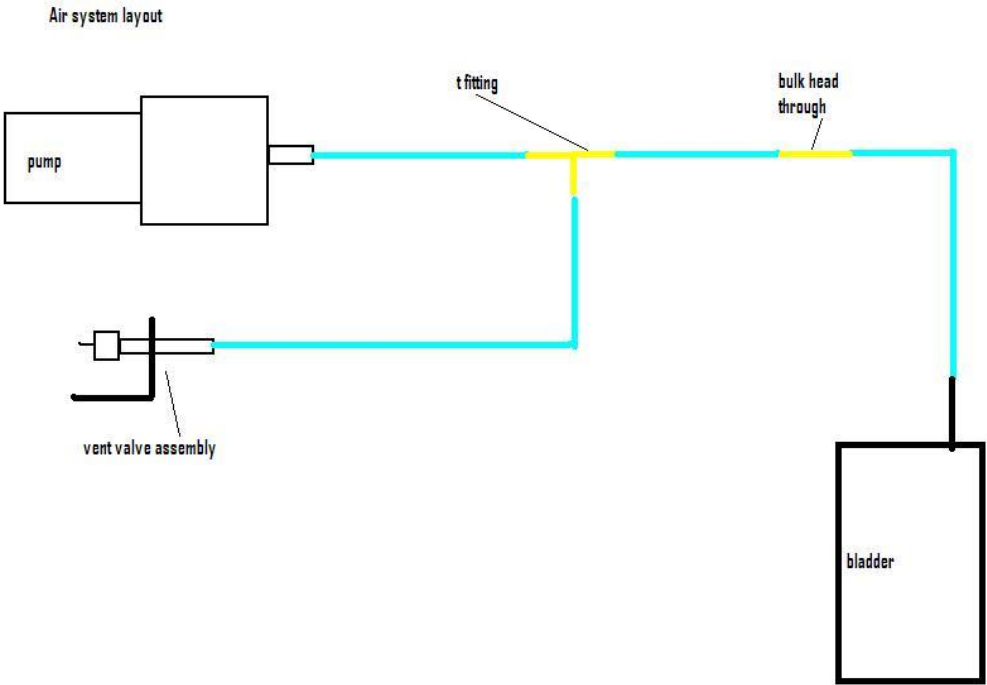 Air system layout
t fitting
bulk head
through
pump
vent valve assembly
bladder